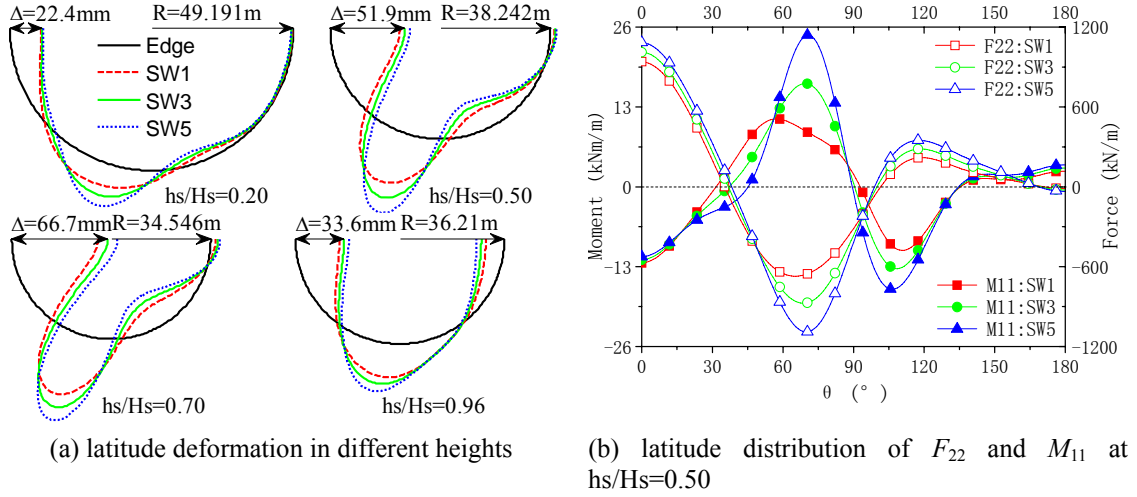 Δ=22.4mm R=49.191m
Edge
SW1
SW3
SW5
hs/Hs=0.20
Δ=51.9mm R=38.242m
hs/Hs=0.50
Δ=66.7mm R=34.546m
hs/Hs=0.70
Δ=33.6mm R=36.21m
hs/Hs=0.96
(a) latitude deformation in different heights
Moment (kNm/m)
26
13
0
-13
-26
0 30 60 90 120 150 180
θ (°)
1200
600
0
-600
-1200
Force (kN/m)
F22:SW1
F22:SW3
F22:SW5
M11:SW1
M11:SW3
M11:SW5
(b) latitude distribution of F22 and M11 at
hs/Hs=0.50